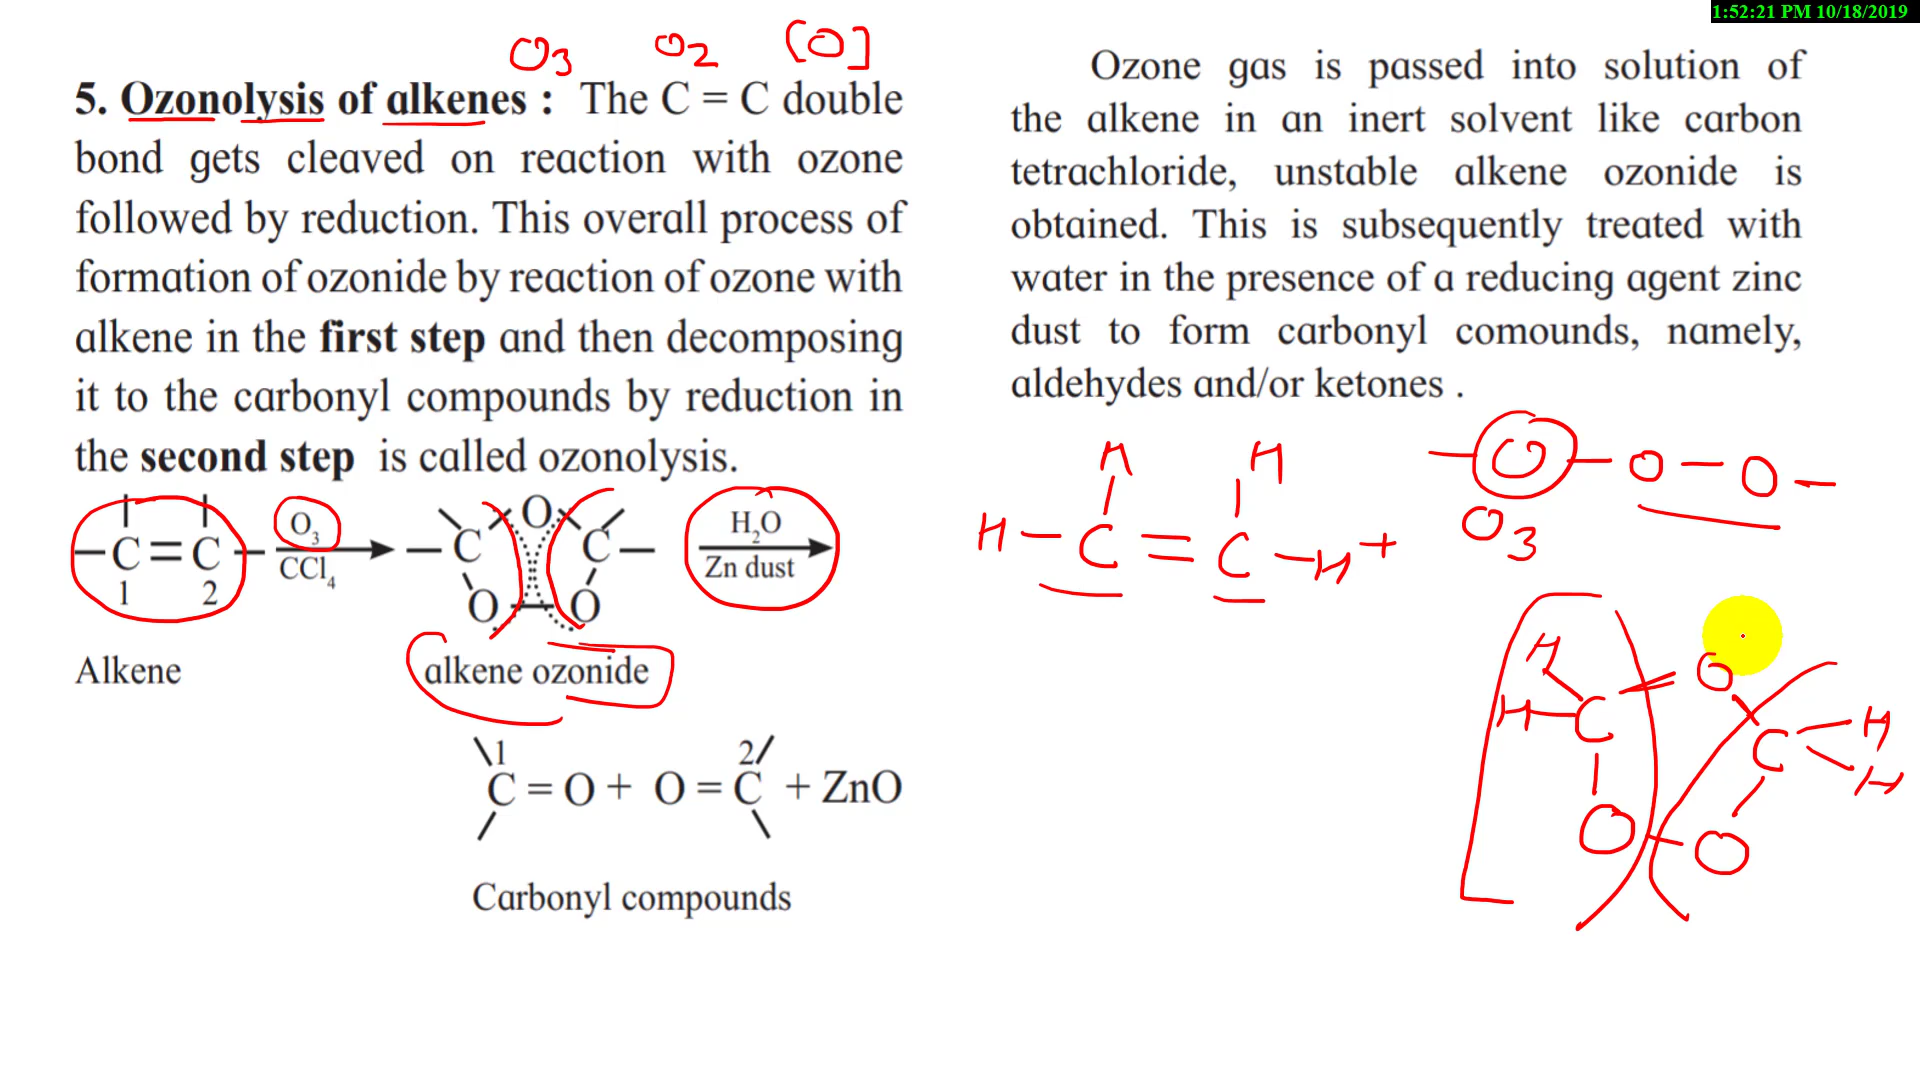 1:52:21 PM 10/18/2019
O3 O2 [O]
5. Ozonolysis of alkenes : The C = C double
bond gets cleaved on reaction with ozone
followed by reduction. This overall process of
formation of ozonide by reaction of ozone with
alkene in the first step and then decomposing
it to the carbonyl compounds by reduction in
the second step is called ozonolysis.
O3
C = C
CCl4
1 2
O
C C
O O
H2O
Zn dust
Alkene
alkene ozonide
1 2
C = O + O = C + ZnO
Carbonyl compounds
Ozone gas is passed into solution of
the alkene in an inert solvent like carbon
tetrachloride, unstable alkene ozonide is
obtained. This is subsequently treated with
water in the presence of a reducing agent zinc
dust to form carbonyl comounds, namely,
aldehydes and/or ketones .
H H
H – C = C – H +
– O – O – O –
O3
H
H – C = O
C H
H
O – O